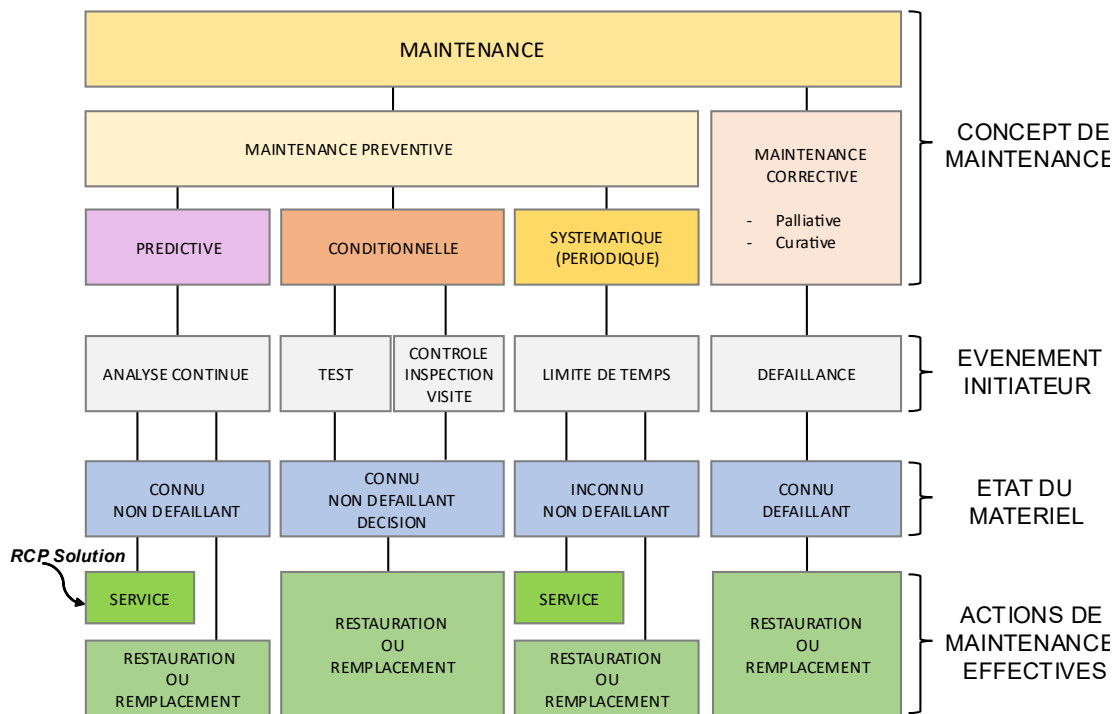 MAINTENANCE
MAINTENANCE PREVENTIVE
MAINTENANCE
CORRECTIVE
- Palliative
- Curative
CONCEPT DE
MAINTENANCE
PREDICTIVE
CONDITIONNELLE
SYSTEMATIQUE
(PERIODIQUE)
ANALYSE CONTINUE
TEST
CONTROLE
INSPECTION
VISITE
LIMITE DE TEMPS
DEFAILLANCE
EVENEMENT
INITIATEUR
CONNU
NON DEFAILLANT
CONNU
NON DEFAILLANT
DECISION
INCONNU
NON DEFAILLANT
CONNU
DEFAILLANT
ETAT DU
MATERIEL
RCP Solution
SERVICE
RESTAURATION
OU
REMPLACEMENT
RESTAURATION
OU
REMPLACEMENT
SERVICE
RESTAURATION
OU
REMPLACEMENT
RESTAURATION
OU
REMPLACEMENT
ACTIONS DE
MAINTENANCE
EFFECTIVES